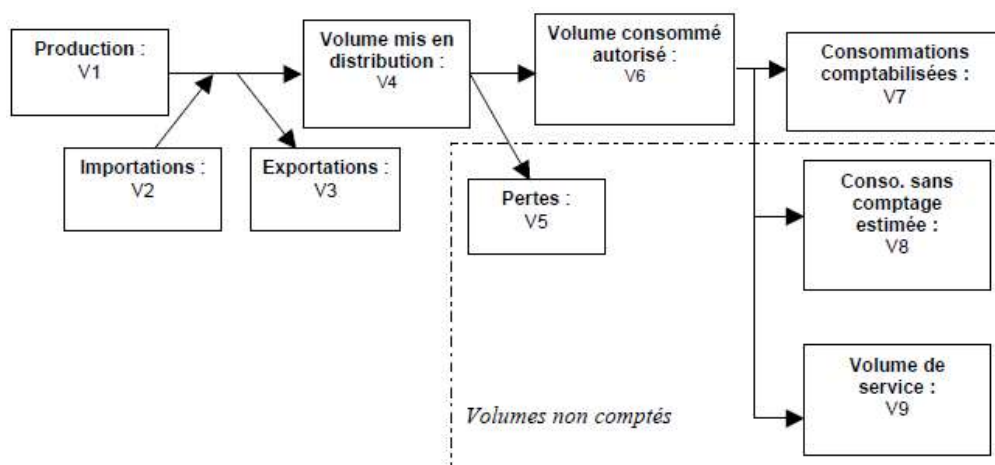 Production :
V1
Volume mis en
distribution :
V4
Volume consommé
autorisé :
V6
Consommations
comptabilisées :
V7
Importations :
V2
Exportations :
V3
Pertes :
V5
Conso. sans
comptage
estimée :
V8
Volume de
service :
V9
Volumes non comptés